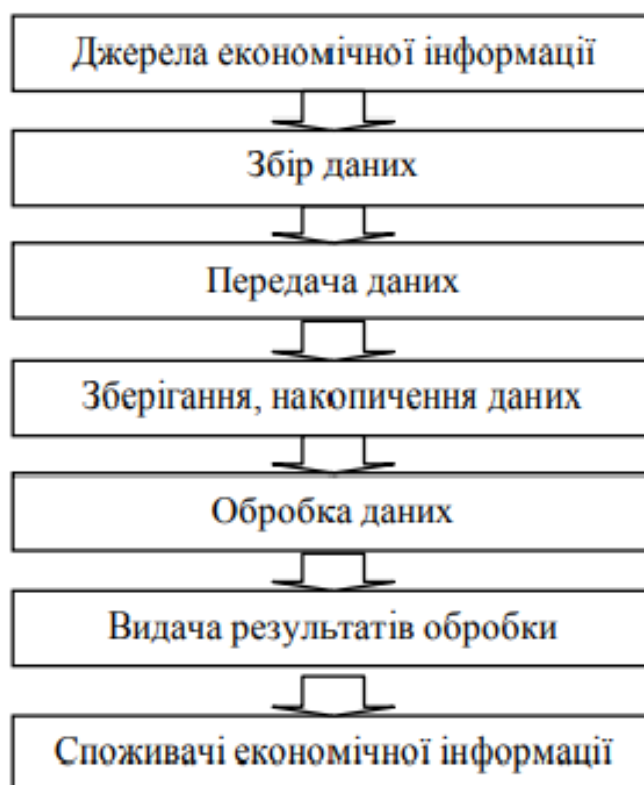 Джерела економічної інформації
Збір даних
Передача даних
Зберігання, накопичення даних
Обробка даних
Видача результатів обробки
Споживачі економічної інформації